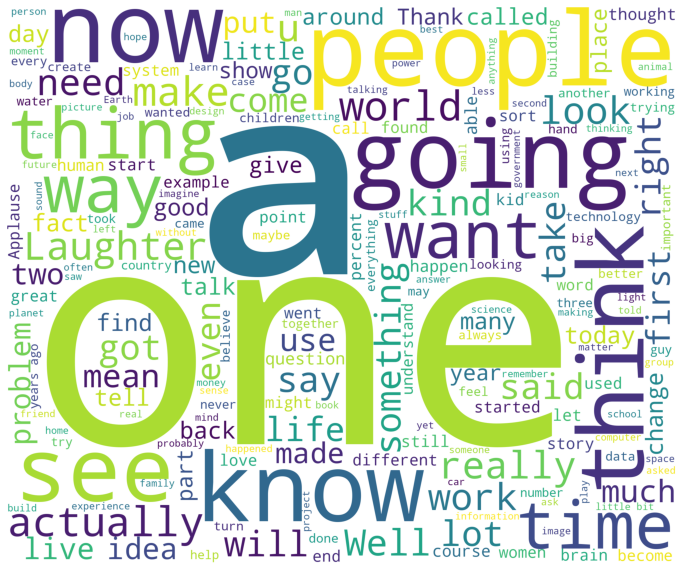 person
now
put
u
around
Thank
called
man
thought
day
hope
people
best
every
moment
little
go
power
anything
building
place
create
need
system
show
talking
less
animal
body
learn
make
come
world
look
another
working
water
Earth
case
able
trying
picture
wanted
design
children
getting
call
found
sort
second
hand
thinking
thing
a
going
using
government
right
face
job
give
small
next
future
human
start
example
kind
kid
reason
important
sound
imagine
way
good
point
percent
everything
want
take
technology
Applause
fact
took
came
maybe
stuff
happen
looking
big
think
first
left
without
Laughter
new
answer
word
better
two
often
country
something
may
three
light
great
saw
talk
understand
making
told
planet
one
went
science
many
today
matter
guy
problem
years ago
find
even
believe
together
use
always
group
got
question
year
remember
change
mean
money
say
feel
said
used
tell
sense
might
book
started
let
school
friend
real
never
mind
life
yet
story
computer
home
back
still
someone
space
try
probably
happened
made
really
data
asked
see
part
love
different
family
know
car
work
number
play
much
build
experience
project
information
ask
little bit
actually
turn
done
lot
time
image
live
idea
will
end
Well
course
women
brain
become
help